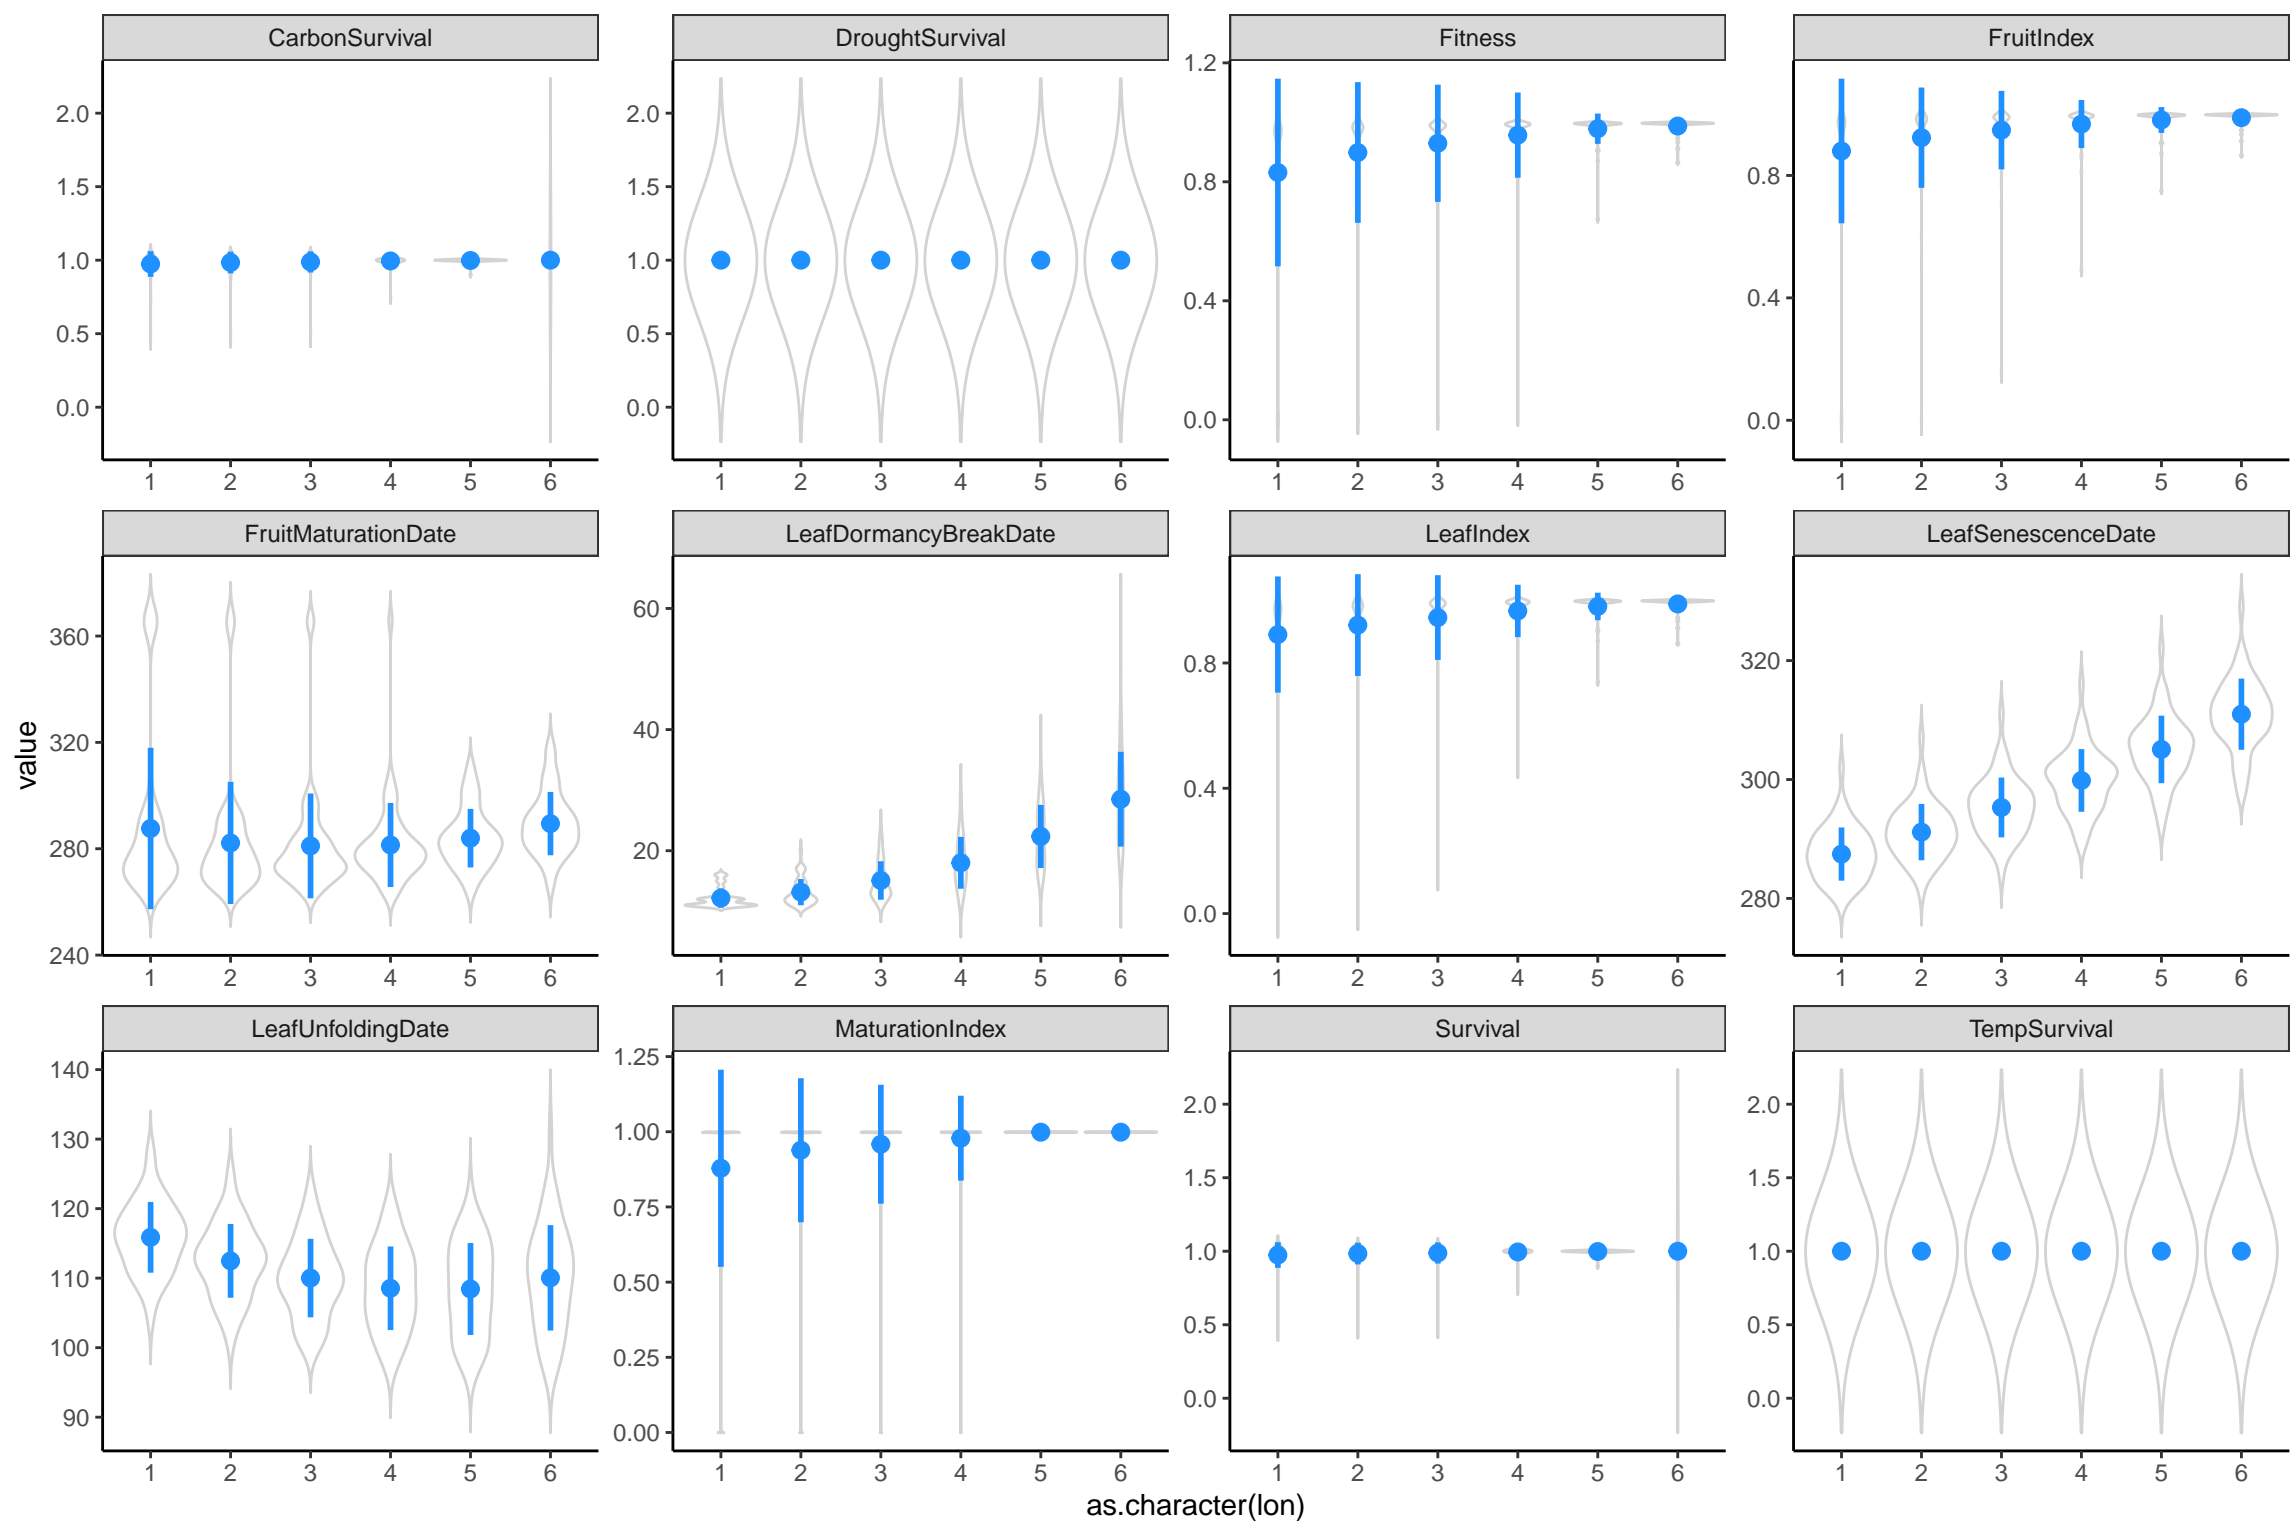 CarbonSurvival DroughtSurvival Fitness FruitIndex
2.0 1.5 1.0 0.5 0.0
2.0 1.5 1.0 0.5 0.0
1.2 0.8 0.4 0.0
0.8 0.4 0.0
1 2 3 4 5 6 1 2 3 4 5 6 1 2 3 4 5 6 1 2 3 4 5 6
FruitMaturationDate LeafDormancyBreakDate LeafIndex LeafSenescenceDate
value
360 320 280 240
60 40 20
0.8 0.4 0.0
320 300 280
1 2 3 4 5 6 1 2 3 4 5 6 1 2 3 4 5 6 1 2 3 4 5 6
LeafUnfoldingDate MaturationIndex Survival TempSurvival
140 130 120 110 100 90
1.25 1.00 0.75 0.50 0.25 0.00
2.0 1.5 1.0 0.5 0.0
2.0 1.5 1.0 0.5 0.0
1 2 3 4 5 6 1 2 3 4 5 6 1 2 3 4 5 6 1 2 3 4 5 6
as.character(lon)